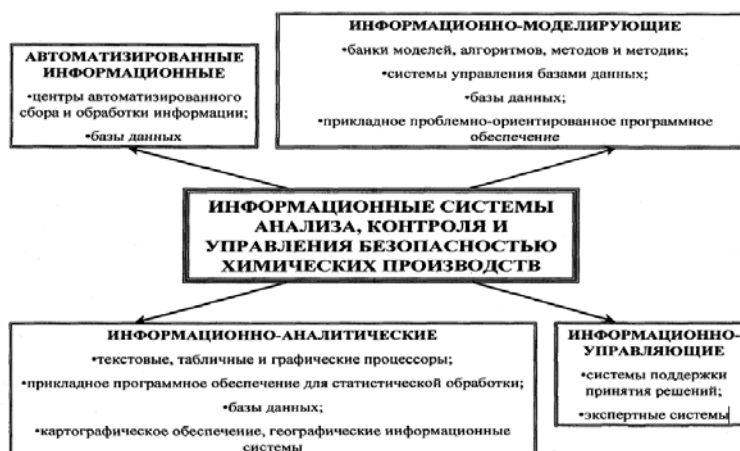 АВТОМАТИЗИРОВАННЫЕ
ИНФОРМАЦИОННЫЕ
•центры автоматизированного
сбора и обработки информации;
•базы данных
ИНФОРМАЦИОННО-МОДЕЛИРУЮЩИЕ
•банки моделей, алгоритмов, методов и методик;
•системы управления базами данных;
•базы данных;
•прикладное проблемно-ориентированное программное
обеспечение
ИНФОРМАЦИОННЫЕ СИСТЕМЫ
АНАЛИЗА, КОНТРОЛЯ И
УПРАВЛЕНИЯ БЕЗОПАСНОСТЬЮ
ХИМИЧЕСКИХ ПРОИЗВОДСТВ
ИНФОРМАЦИОННО-АНАЛИТИЧЕСКИЕ
•текстовые, табличные и графические процессоры;
•прикладное программное обеспечение для статистической обработки;
•базы данных;
•картографическое обеспечение, географические информационные
системы
ИНФОРМАЦИОННО-
УПРАВЛЯЮЩИЕ
•системы поддержки
принятия решений;
•экспертные системы